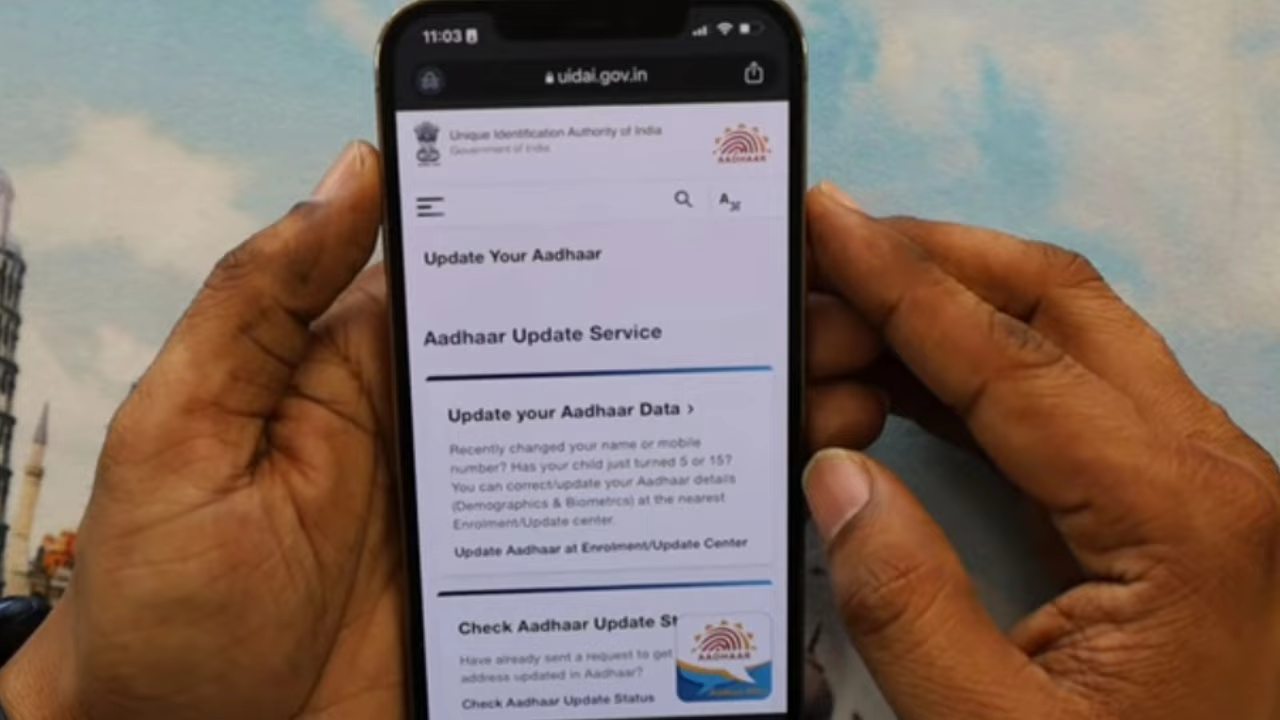 11:03
uidai.gov.in
Unique Identification Authority of India
Government of India
AADHAAR
Update Your Aadhaar
Aadhaar Update Service
Update your Aadhaar Data ›
Recently changed your name or mobile
number? Has your child just turned 5 or 15?
You can correct/update your Aadhaar details
(Demographics & Biometrcs) at the nearest
Enrolment/Update center.
Update Aadhaar at Enrolment/Update Center
Check Aadhaar Update St
Have already sent a request to get
address updated in Aadhaar?
Check Aadhaar Update Status
AADHAAR